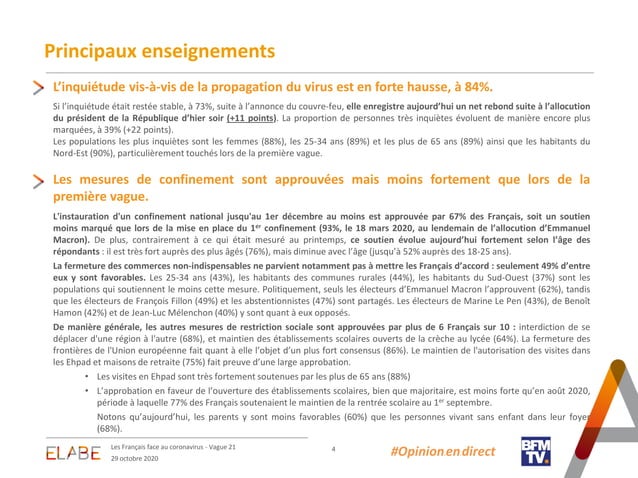 Principaux enseignements
L'inquiétude vis-à-vis de la propagation du virus est en forte hausse, à 84%.
Si l'inquiétude était restée stable, à 73%, suite à l'annonce du couvre-feu, elle enregistre aujourd'hui un net rebond suite à l'allocution
du président de la République d'hier soir (+11 points). La proportion de personnes très inquiètes évoluent de manière encore plus
marquées, à 39% (+22 points).
Les populations les plus inquiètes sont les femmes (88%), les 25-34 ans (89%) et les plus de 65 ans (89%) ainsi que les habitants du
Nord-Est (90%), particulièrement touchés lors de la première vague.
Les mesures de confinement sont approuvées mais moins fortement que lors de la
première vague.
L'instauration d'un confinement national jusqu'au 1er décembre au moins est approuvée par 67% des Français, soit un soutien
moins marqué que lors de la mise en place du 1er confinement (93%, le 18 mars 2020, au lendemain de l'allocution d'Emmanuel
Macron). De plus, contrairement à ce qui était mesuré au printemps, ce soutien évolue aujourd'hui fortement selon l'âge des
répondants : il est très fort auprès des plus âgés (76%), mais diminue avec l'âge (jusqu'à 52% auprès des 18-25 ans).
La fermeture des commerces non-indispensables ne parvient notamment pas à mettre les Français d'accord : seulement 49% d'entre
eux y sont favorables. Les 25-34 ans (43%), les habitants des communes rurales (44%), les habitants du Sud-Ouest (37%) sont les
populations qui soutiennent le moins cette mesure. Politiquement, seuls les électeurs d'Emmanuel Macron l'approuvent (62%), tandis
que les électeurs de François Fillon (49%) et les abstentionnistes (47%) sont partagés. Les électeurs de Marine Le Pen (43%), de Benoît
Hamon (42%) et de Jean-Luc Mélenchon (40%) y sont quant à eux opposés.
De manière générale, les autres mesures de restriction sociale sont approuvées par plus de 6 Français sur 10 : interdiction de se
déplacer d'une région à l'autre (68%), et maintien des établissements scolaires ouverts de la crèche au lycée (64%). La fermeture des
frontières de l'Union européenne fait quant à elle l'objet d'un plus fort consensus (86%). Le maintien de l'autorisation des visites dans
les Ehpad et maisons de retraite (75%) fait preuve d'une large approbation.
• Les visites en Ehpad sont très fortement soutenues par les plus de 65 ans (88%)
• L'approbation en faveur de l'ouverture des établissements scolaires, bien que majoritaire, est moins forte qu'en août 2020,
période à laquelle 77% des Français soutenaient le maintien de la rentrée scolaire au 1er septembre.
Notons qu'aujourd'hui, les parents y sont moins favorables (60%) que les personnes vivant sans enfant dans leur foyer
(68%).
ELABE
Les Français face au coronavirus - Vague 21
29 octobre 2020
4
#Opinionendirect
BFM
TV.